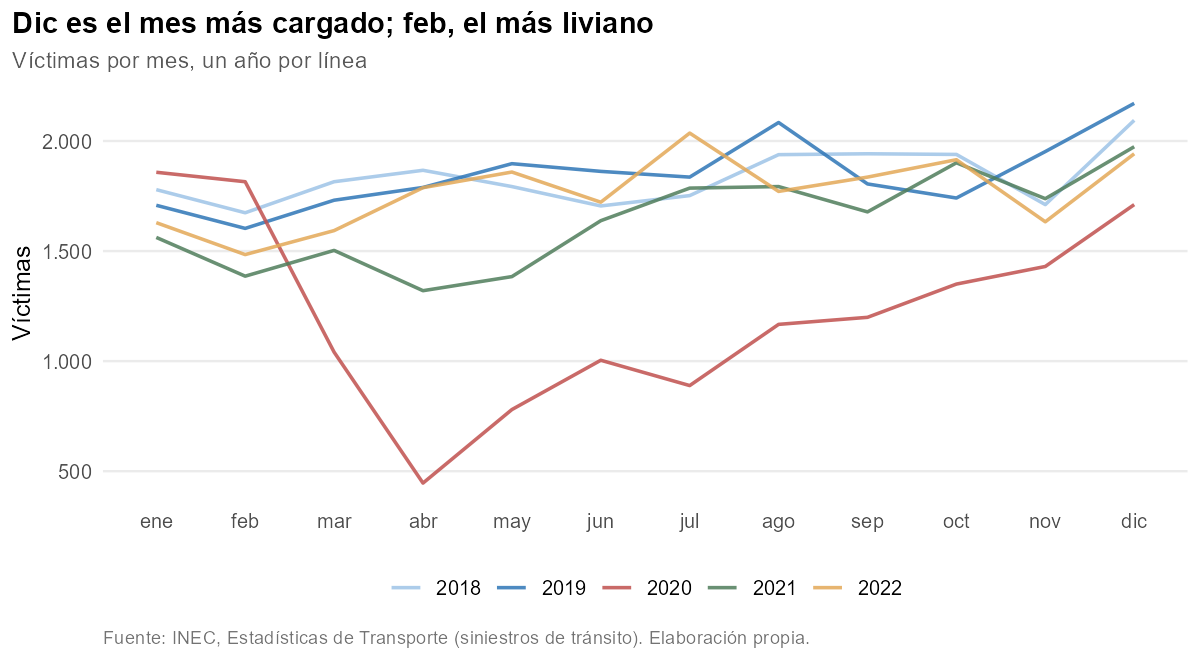 Dic es el mes más cargado; feb, el más liviano
Víctimas por mes, un año por línea
Víctimas
2.000
1.500
1.000
500
ene feb mar abr may jun jul ago sep oct nov dic
2018 2019 2020 2021 2022
Fuente: INEC, Estadísticas de Transporte (siniestros de tránsito). Elaboración propia.